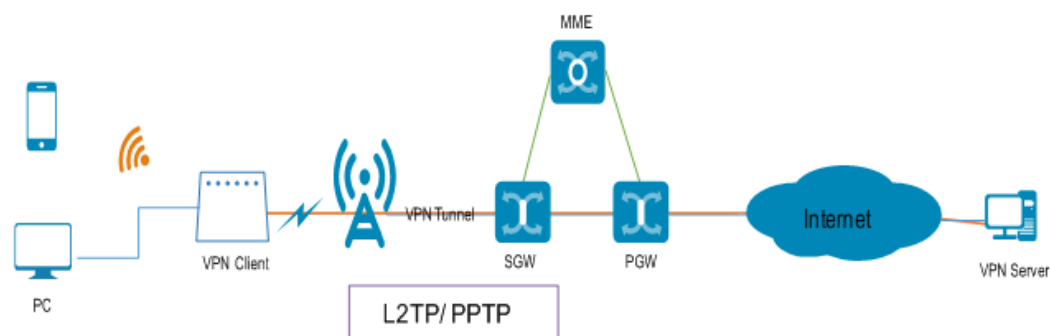 MME
VPN Tunnel
Internet
VPN Client
SGW
PGW
VPN Server
PC
L2TP/ PPTP